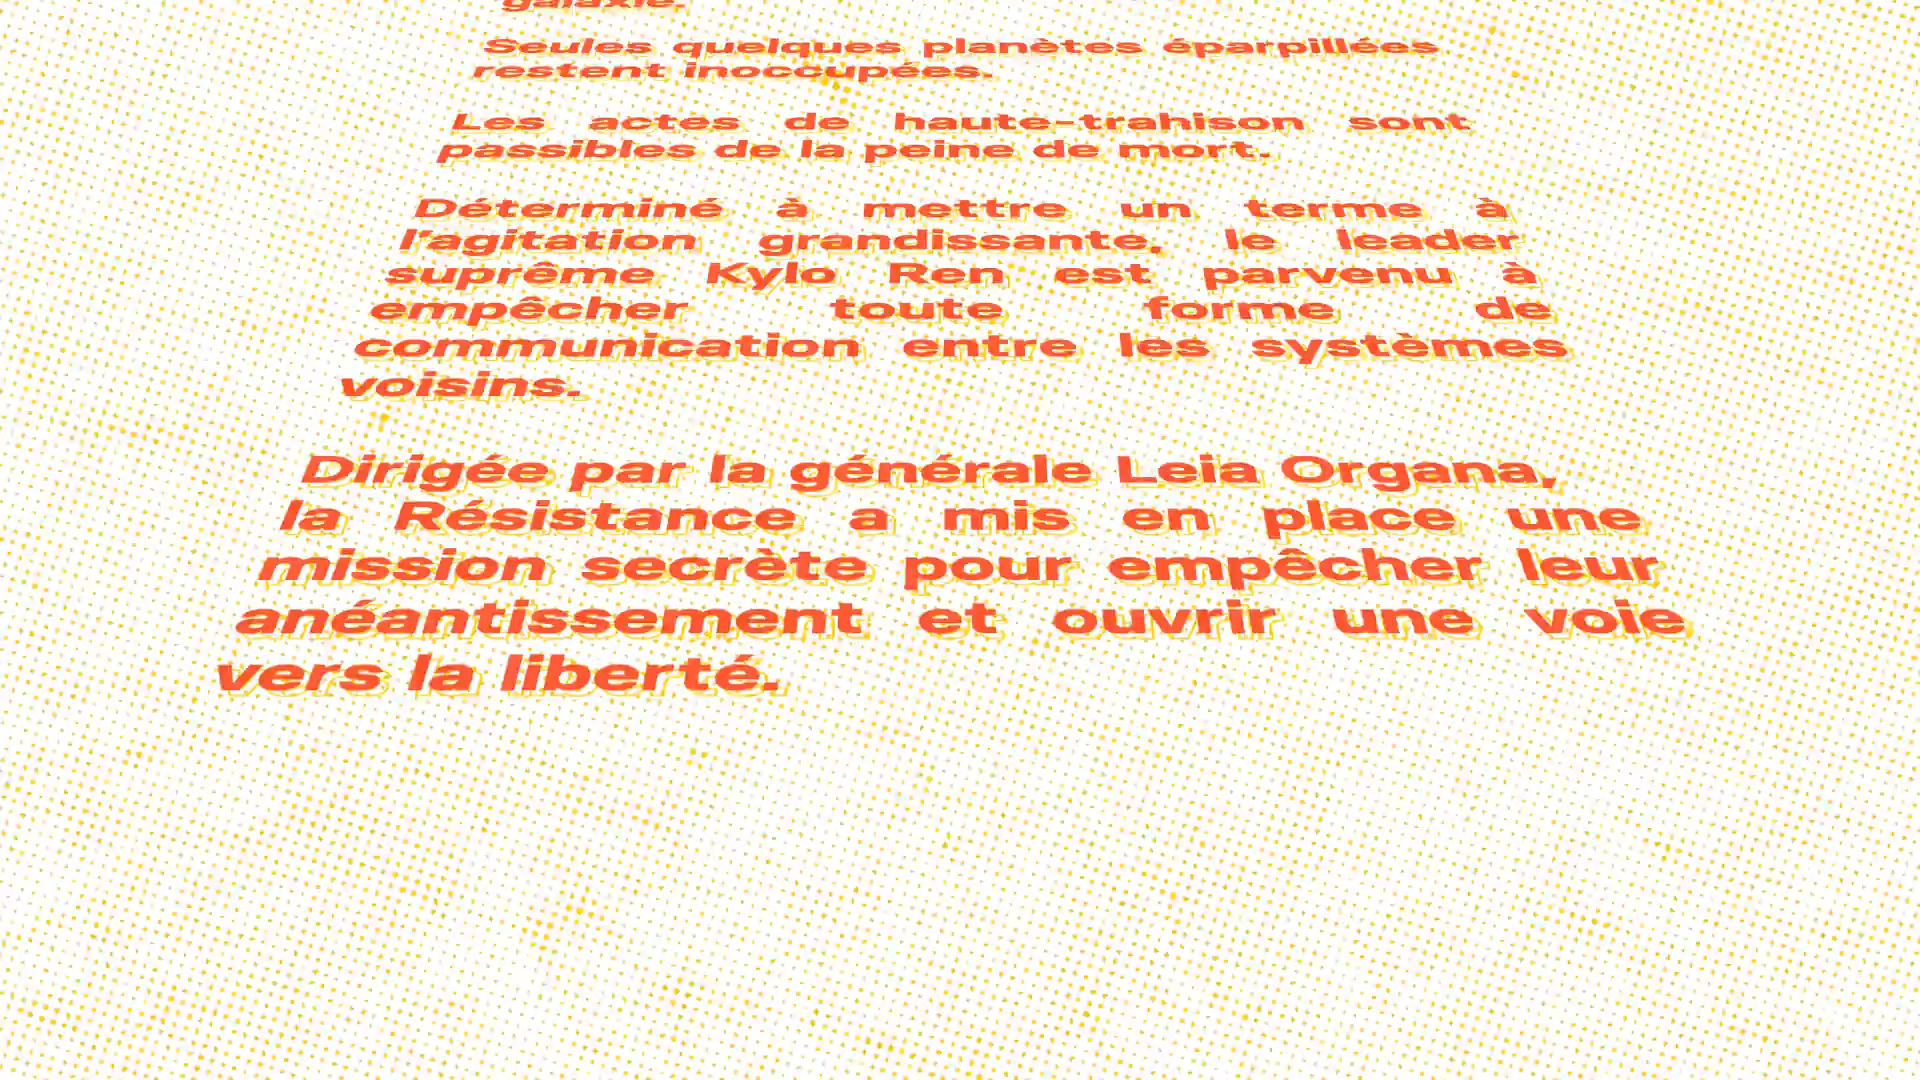 galaxie.
Seules quelques planètes éparpillées
restent inoccupées.
Les actes de haute-trahison sont
passibles de la peine de mort.
Déterminé à mettre un terme à
l'agitation grandissante, le leader
suprême Kylo Ren est parvenu à
empêcher toute forme de
communication entre les systèmes
voisins.
Dirigée par la générale Leia Organa,
la Résistance a mis en place une
mission secrète pour empêcher leur
anéantissement et ouvrir une voie
vers la liberté.